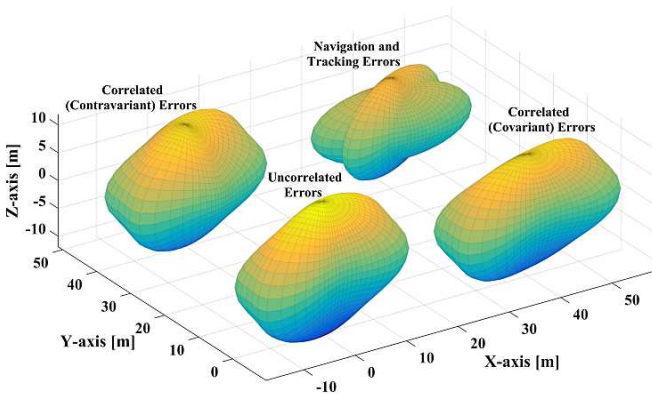 Navigation and
Tracking Errors
Correlated
(Contravariant) Errors
Correlated
(Covariant) Errors
Uncorrelated
Errors
Z-axis [m]
10
5
0
-5
-10
50
40
30
20
10
0
Y-axis [m]
-10
0
10
20
30
40
50
X-axis [m]